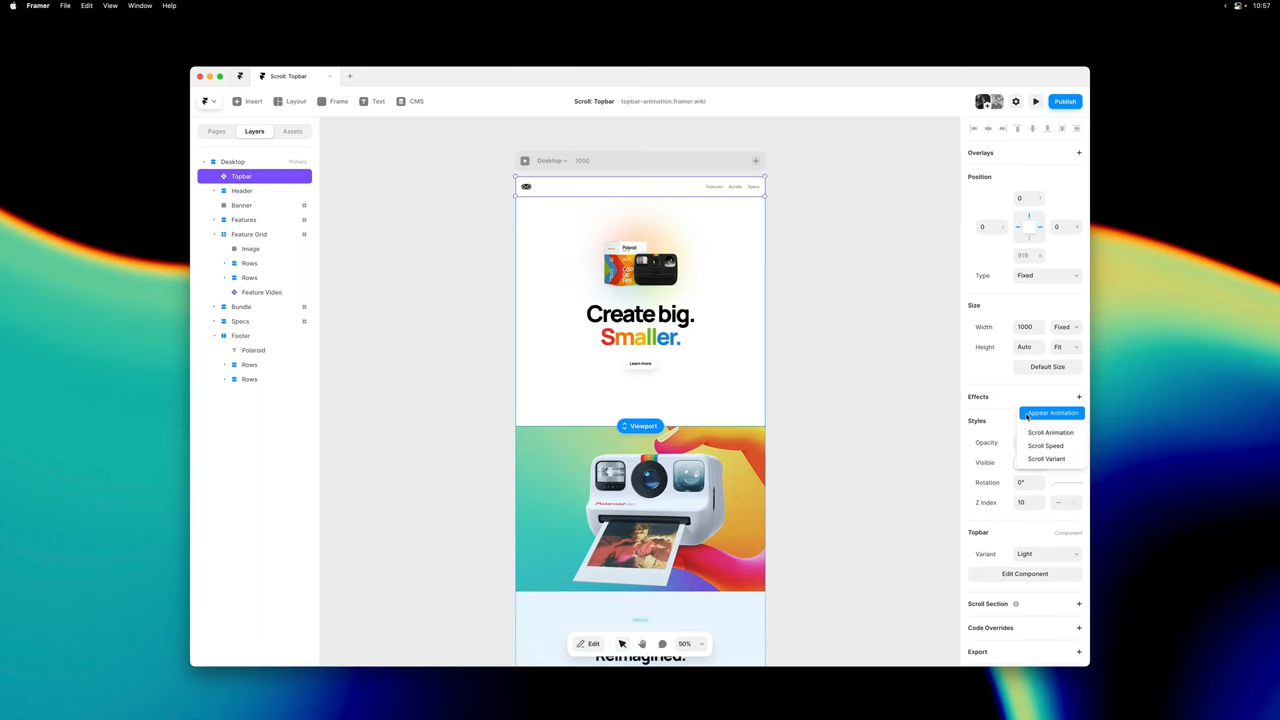 Framer File Edit View Window Help
10:57
Scroll: Topbar
Insert Layout Frame Text CMS
Scroll: Topbar · topbar-animation.framer.wiki
Publish
Pages Layers Assets
Desktop Primary
Topbar
Header
Banner
Features
Feature Grid
Image
Rows
Rows
Feature Video
Bundle
Specs
Footer
Polaroid
Rows
Rows
Desktop 1000
Features Bundle Specs
Polaroid
Create big.
Smaller.
Learn more
Viewport
Reimagined.
Edit
50%
Overlays
Position
0 T
0 L
0 R
919 B
Type Fixed
Size
Width 1000 Fixed
Height Auto Fit
Default Size
Effects
Appear Animation
Scroll Animation
Scroll Speed
Scroll Variant
Styles
Opacity
Visible
Rotation 0°
Z Index 10
Topbar Component
Variant Light
Edit Component
Scroll Section
Code Overrides
Export